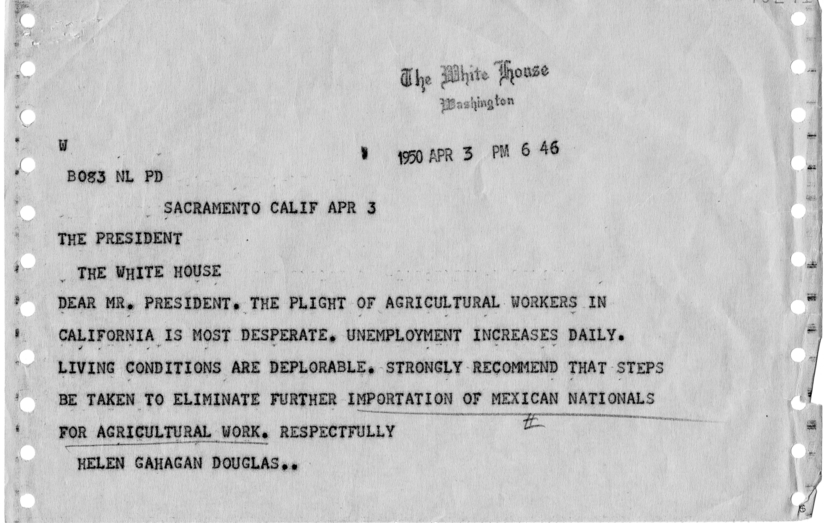 The White House
Washington
1950 APR 3 PM 6 46
W
B083 NL PD
SACRAMENTO CALIF APR 3
THE PRESIDENT
THE WHITE HOUSE
DEAR MR. PRESIDENT. THE PLIGHT OF AGRICULTURAL WORKERS IN
CALIFORNIA IS MOST DESPERATE. UNEMPLOYMENT INCREASES DAILY.
LIVING CONDITIONS ARE DEPLORABLE. STRONGLY RECOMMEND THAT STEPS
BE TAKEN TO ELIMINATE FURTHER IMPORTATION OF MEXICAN NATIONALS
#
FOR AGRICULTURAL WORK. RESPECTFULLY
HELEN GAHAGAN DOUGLAS..